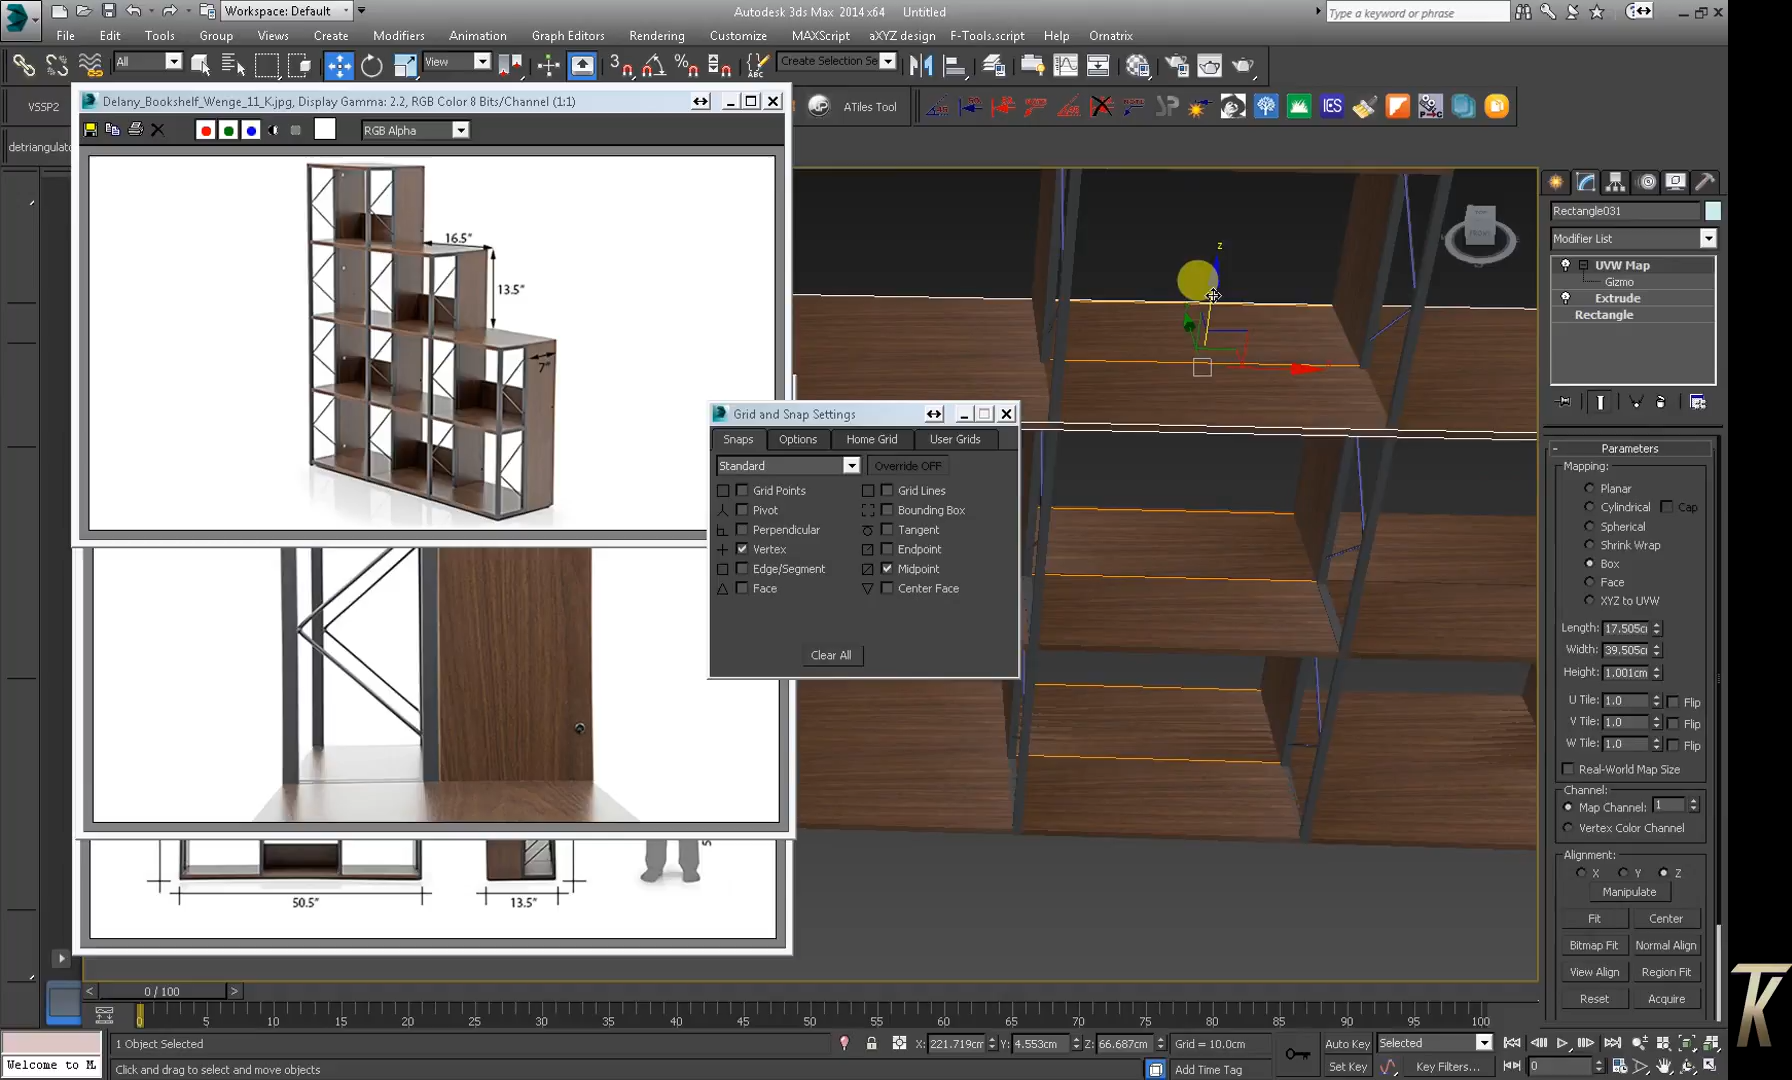 Workspace: Default
Autodesk 3ds Max 2014 x64 Untitled
Type a keyword or phrase
File Edit Tools Group Views Create Modifiers Animation Graph Editors Rendering Customize MAXScript aXYZ design F-Tools.script Help Ornatrix
All
View
3
ABC
Create Selection Se
VSSP2
ATiles Tool
IES
Delany_Bookshelf_Wenge_11_K.jpg, Display Gamma: 2.2, RGB Color 8 Bits/Channel (1:1)
RGB Alpha
16.5"
13.5"
7"
50.5"
13.5"
Grid and Snap Settings
Snaps Options Home Grid User Grids
Standard Override OFF
Grid Points Grid Lines
Pivot Bounding Box
Perpendicular Tangent
Vertex Endpoint
Edge/Segment Midpoint
Face Center Face
Clear All
z
Rectangle031
Modifier List
UVW Map
Gizmo
Extrude
Rectangle
Parameters
Mapping:
Planar
Cylindrical Cap
Spherical
Shrink Wrap
Box
Face
XYZ to UVW
Length: 17.505c
Width: 39.505c
Height: 1.001cm
U Tile: 1.0 Flip
V Tile: 1.0 Flip
W Tile: 1.0 Flip
Real-World Map Size
Channel:
Map Channel: 1
Vertex Color Channel
Alignment:
X Y Z
Manipulate
Fit Center
Bitmap Fit Normal Align
View Align Region Fit
Reset Acquire
TK
0 / 100
0 5 10 15 20 25 30 35 40 45 50 55 60 65 70 75 80 85 90 95 100
1 Object Selected X: 221.719cm Y: 4.553cm Z: 66.687cm Grid = 10.0cm Auto Key Selected
Welcome to M Click and drag to select and move objects Add Time Tag Set Key Key Filters... 0